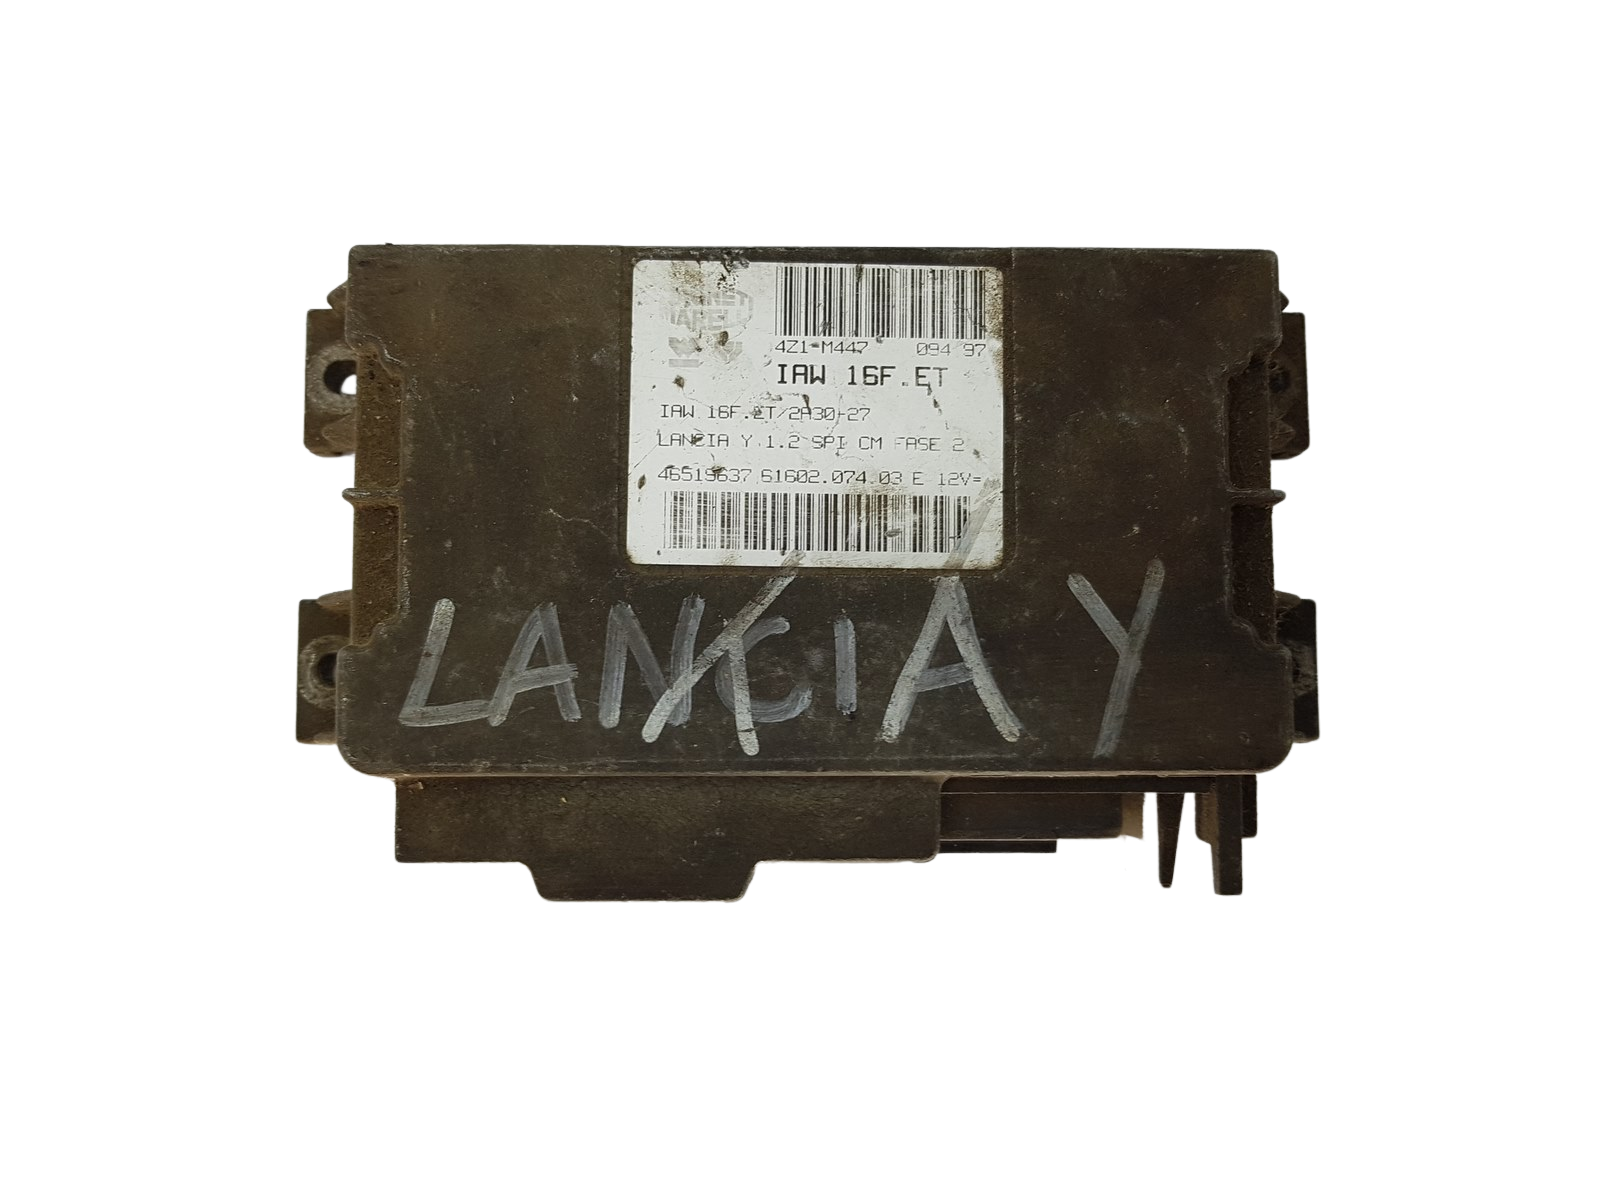 4Z1-M447 094 97
IAW 16F.ET
IAW 16F.ET/2A30-27
LANCIA Y 1.2 SPI CM FASE 2
46519637 61602.074.03 E 12V=
LANCIA Y